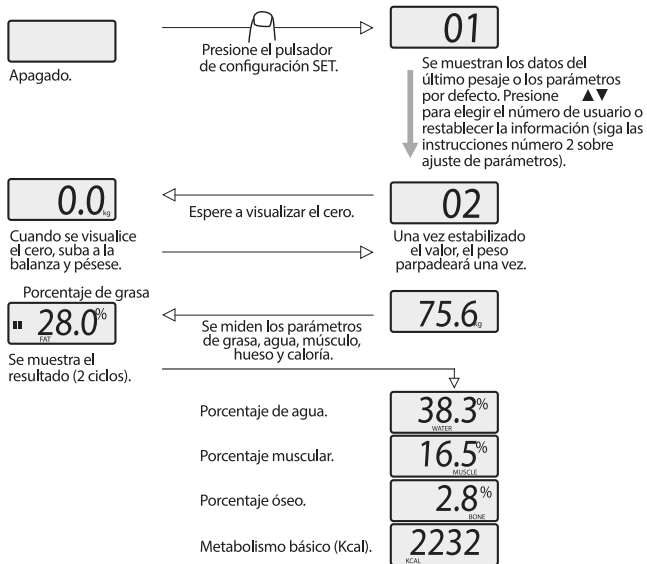 Apagado.
Presione el pulsador
de configuración SET.
01
Se muestran los datos del
último pesaje o los parámetros
por defecto. Presione ▲▼
para elegir el número de usuario o
restablecer la información (siga las
instrucciones número 2 sobre
ajuste de parámetros).
0.0 kg
Espere a visualizar el cero.
02
Cuando se visualice
el cero, suba a la
balanza y pésese.
Una vez estabilizado
el valor, el peso
parpadeará una vez.
Porcentaje de grasa
28.0%
FAT
Se miden los parámetros
de grasa, agua, músculo,
hueso y caloría.
75.6 kg
Se muestra el
resultado (2 ciclos).
Porcentaje de agua.
38.3%
WATER
Porcentaje muscular.
16.5%
MUSCLE
Porcentaje óseo.
2.8%
BONE
Metabolismo básico (Kcal).
2232
KCAL